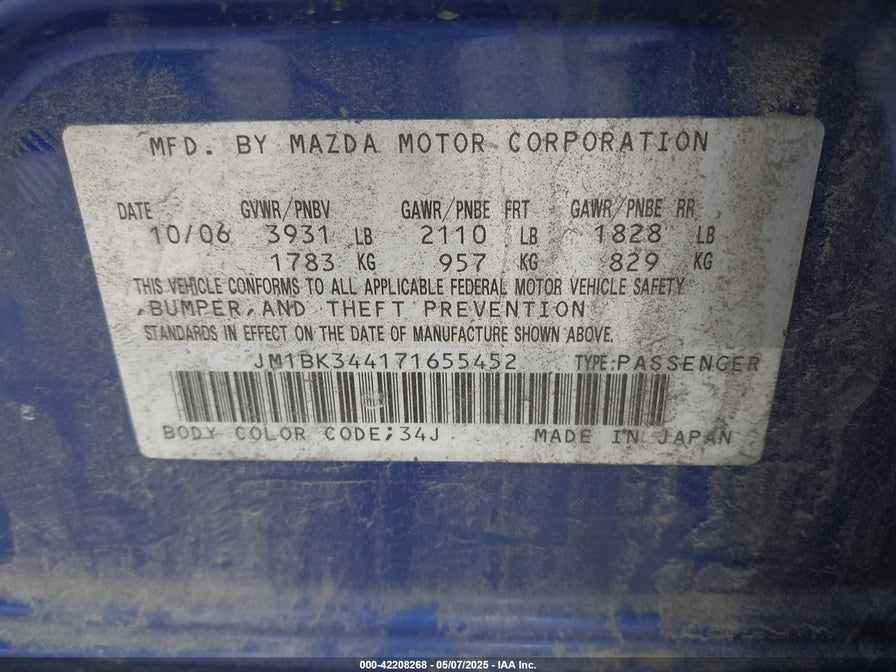 MFD. BY MAZDA MOTOR CORPORATION
DATE GVWR/PNBV GAWR/PNBE FRT GAWR/PNBE RR
10/06 3931 LB 2110 LB 1828 LB
1783 KG 957 KG 829 KG
THIS VEHICLE CONFORMS TO ALL APPLICABLE FEDERAL MOTOR VEHICLE SAFETY
,BUMPER,AND THEFT PREVENTION
STANDARDS IN EFFECT ON THE DATE OF MANUFACTURE SHOWN ABOVE.
JM1BK344171655452 TYPE:PASSENGER
BODY COLOR CODE;34J MADE IN JAPAN
000-42208268 - 05/07/2025 - IAA Inc.